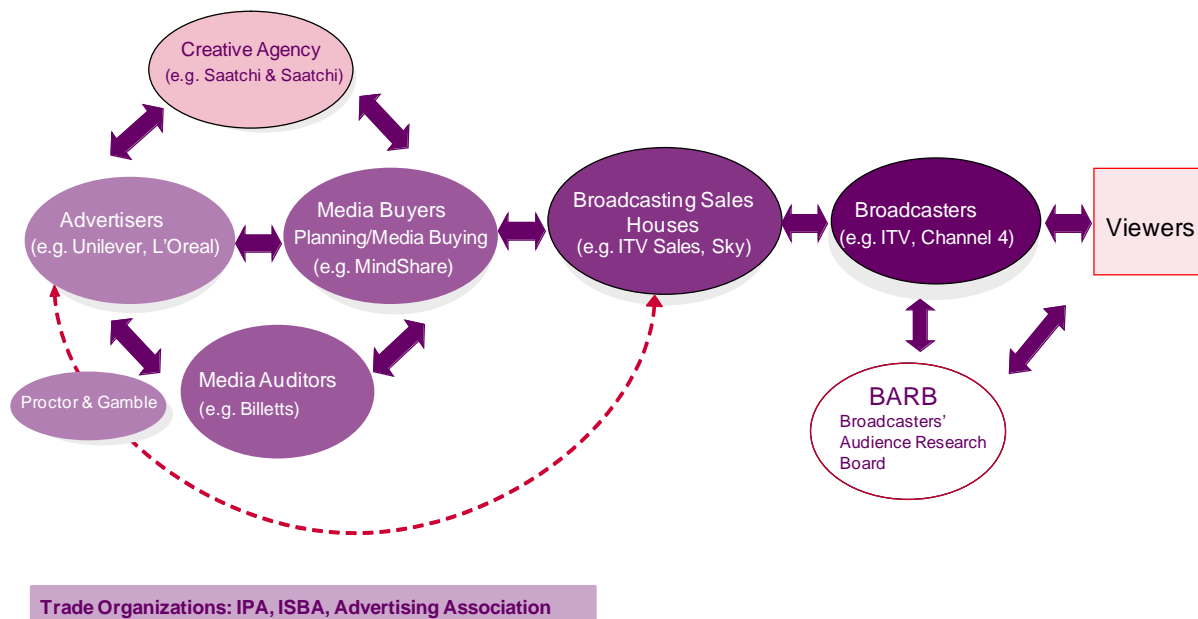 Creative Agency
(e.g. Saatchi & Saatchi)
Advertisers
(e.g. Unilever, L’Oreal)
Media Buyers
Planning/Media Buying
(e.g. MindShare)
Broadcasting Sales
Houses
(e.g. ITV Sales, Sky)
Broadcasters
(e.g. ITV, Channel 4)
Viewers
Proctor & Gamble
Media Auditors
(e.g. Billetts)
BARB
Broadcasters’
Audience Research
Board
Trade Organizations: IPA, ISBA, Advertising Association